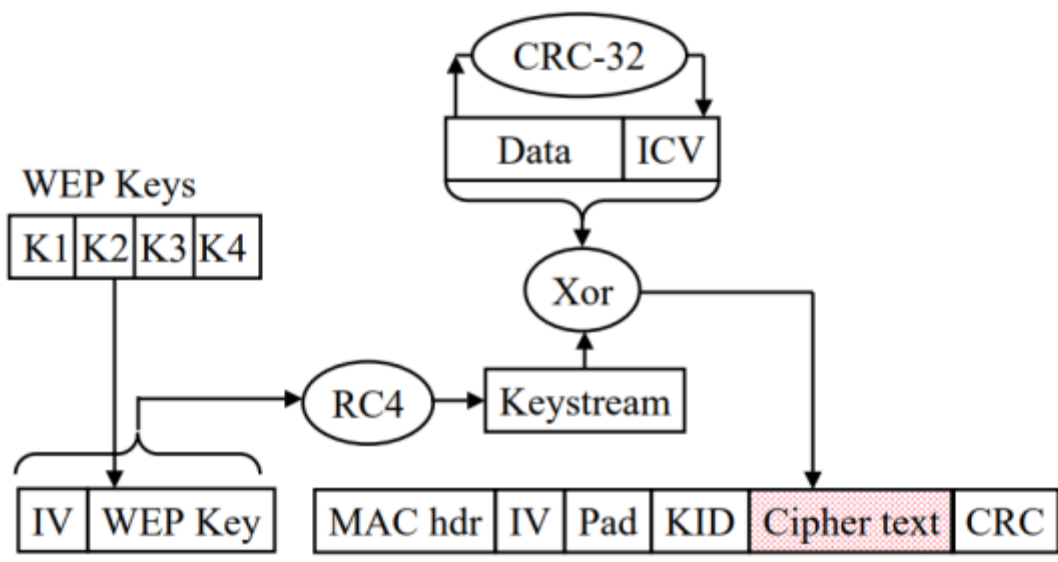 CRC-32
Data ICV
WEP Keys
K1 K2 K3 K4
Xor
RC4 Keystream
IV WEP Key MAC hdr IV Pad KID Cipher text CRC